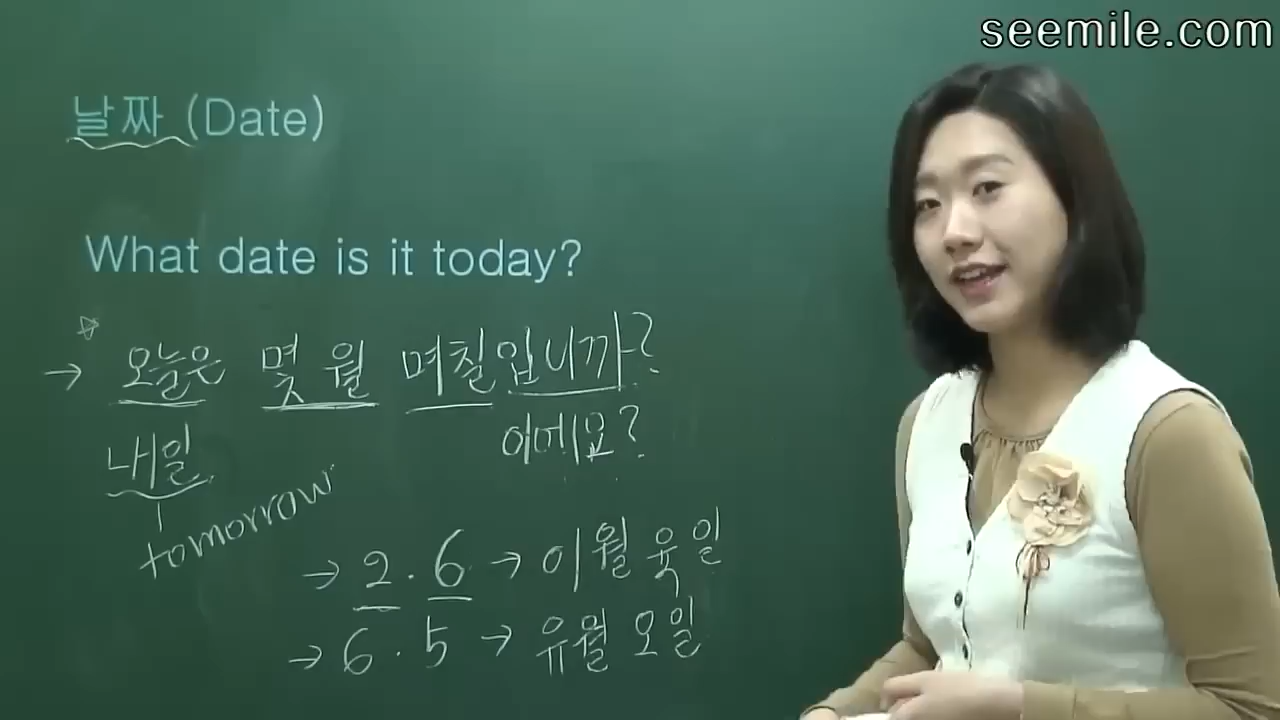 seemile.com
날짜 (Date)
What date is it today?
☆
→ 오늘은 몇 월 며칠입니까?
이에요?
내일
tomorrow
→ 2.6 → 이월 육일
→ 6.5 → 유월 오일